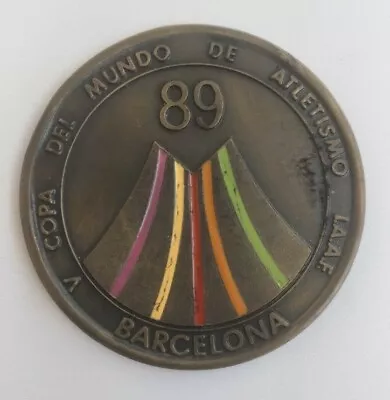 V COPA DEL MUNDO DE ATLETISMO I.A.A.F.
89
BARCELONA